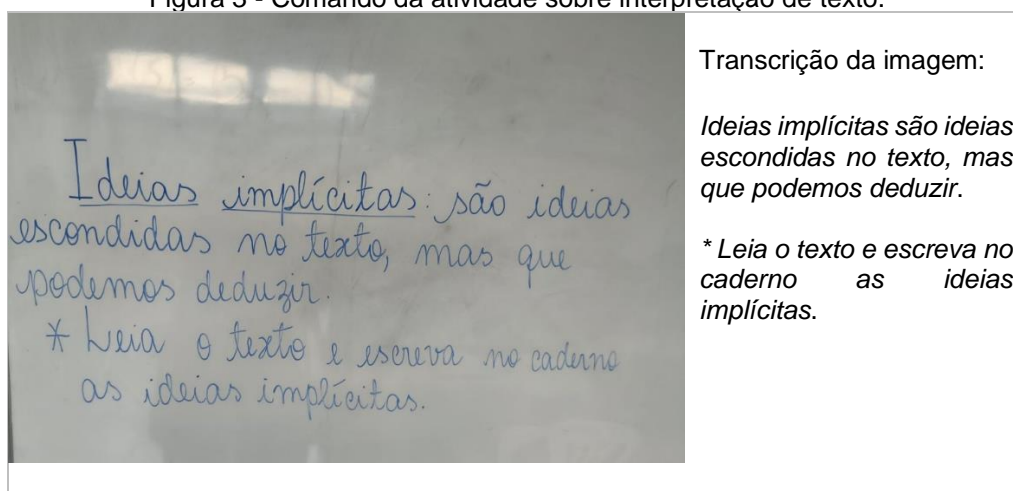 Figura 3 - Comando da atividade sobre interpretação de texto.
Ideias implícitas: são ideias
escondidas no texto, mas que
podemos deduzir.
* Leia o texto e escreva no caderno
as ideias implícitas.
Transcrição da imagem:
Ideias implícitas são ideias
escondidas no texto, mas
que podemos deduzir.
* Leia o texto e escreva no
caderno as ideias
implícitas.